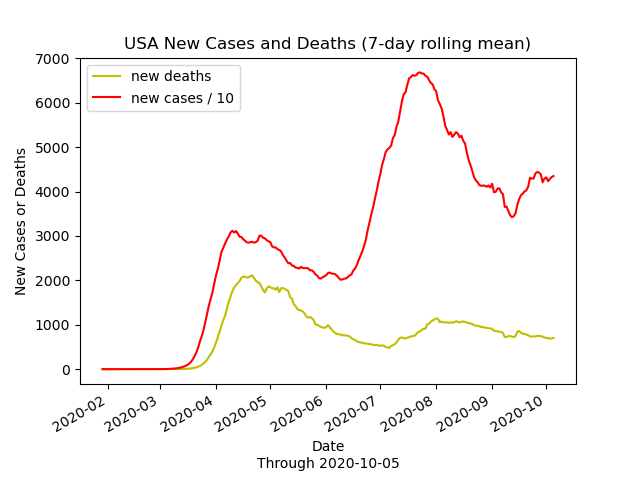 USA New Cases and Deaths (7-day rolling mean)
new deaths
new cases / 10
7000
6000
5000
4000
3000
2000
1000
0
New Cases or Deaths
2020-02
2020-03
2020-04
2020-05
2020-06
2020-07
2020-08
2020-09
2020-10
Date
Through 2020-10-05